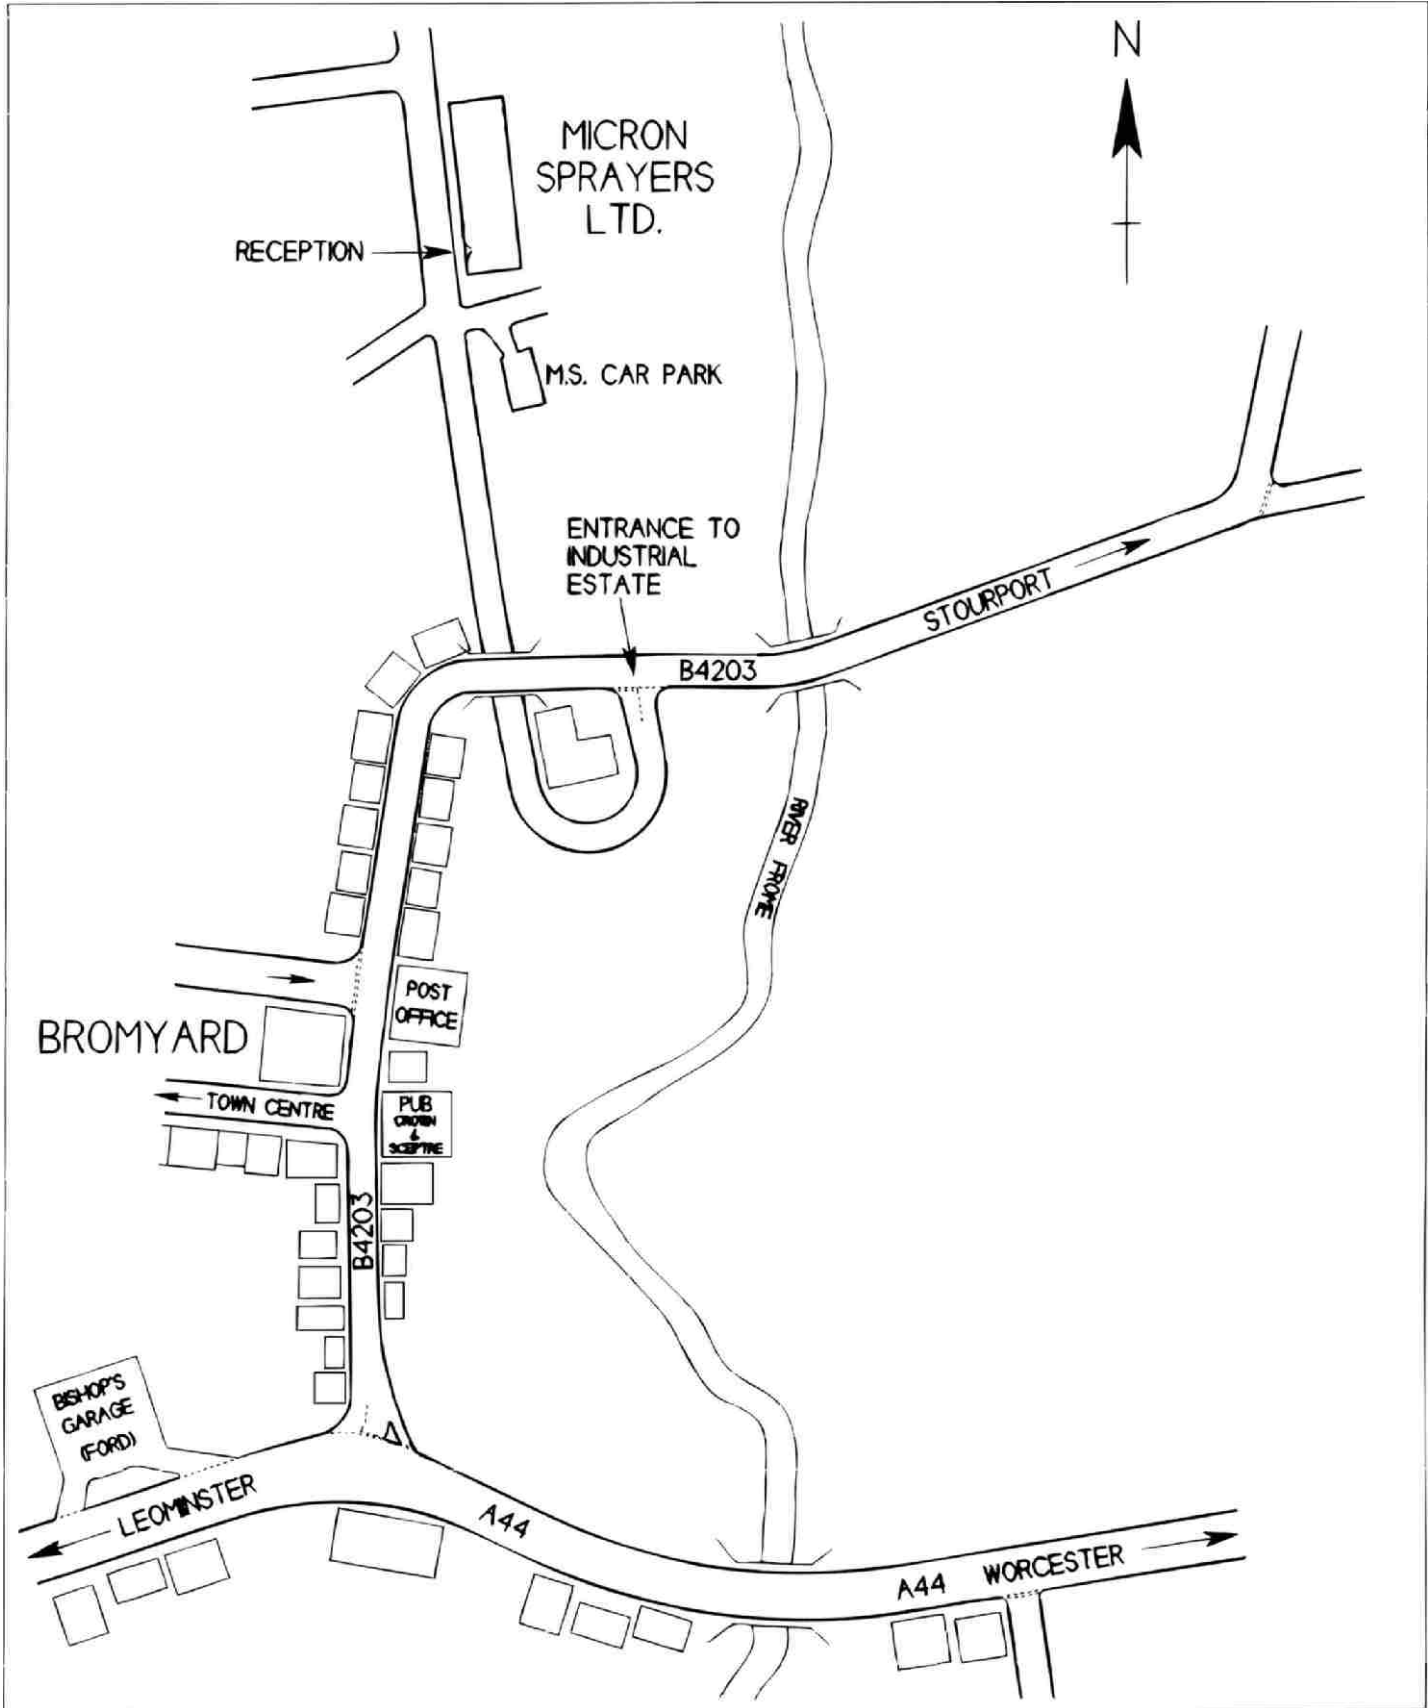 N
MICRON
SPRAYERS
LTD.
RECEPTION
M.S. CAR PARK
ENTRANCE TO
INDUSTRIAL
ESTATE
STOURPORT
B4203
RIVER FROME
POST
OFFICE
BROMYARD
TOWN CENTRE
PUB
CROWN
&
SCEPTRE
B4203
BISHOP'S
GARAGE
(FORD)
LEOMINSTER
A44
A44 WORCESTER